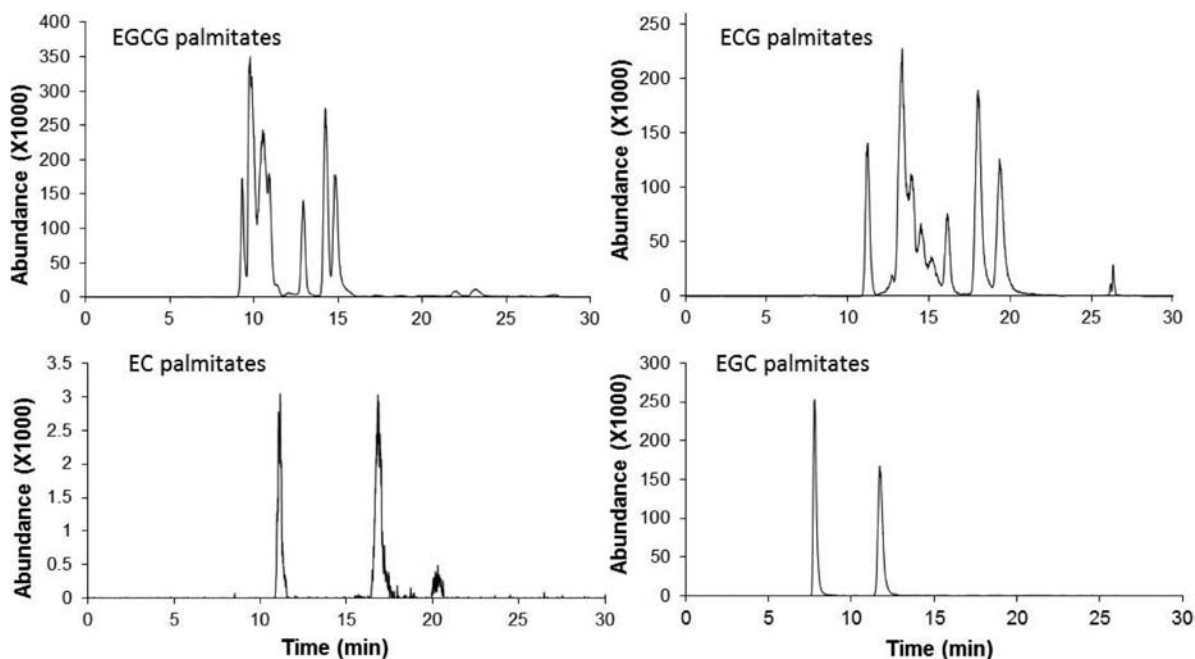 EGCG palmitates
Abundance (X1000)
400
350
300
250
200
150
100
50
0
0 5 10 15 20 25 30
ECG palmitates
Abundance (X1000)
250
200
150
100
50
0
0 5 10 15 20 25 30
EC palmitates
Abundance (X1000)
3.5
3
2.5
2
1.5
1
0.5
0
0 5 10 15 20 25 30
Time (min)
EGC palmitates
Abundance (X1000)
300
250
200
150
100
50
0
0 5 10 15 20 25 30
Time (min)